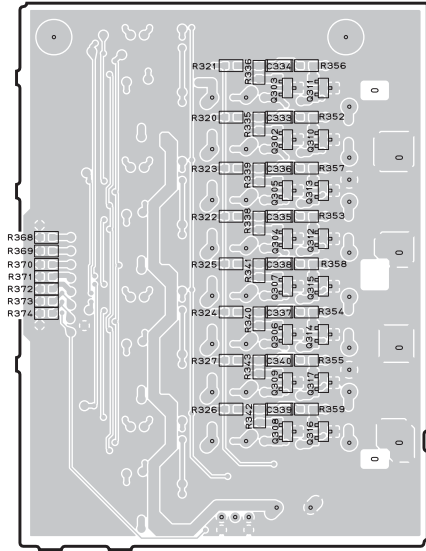 R321 R336 C334 R356
Q303 Q311
R320 R335 C333 R352
Q302 Q310
R323 R339 C336 R357
Q305 Q313
R322 R338 C335 R353
Q304 Q312
R368
R369
R370
R371
R372
R373
R374
R325 R341 C338 R358
Q307 Q315
R324 R340 C337 R354
Q306 Q314
R327 R343 C340 R355
Q309 Q317
R326 R342 C339 R359
Q308 Q316